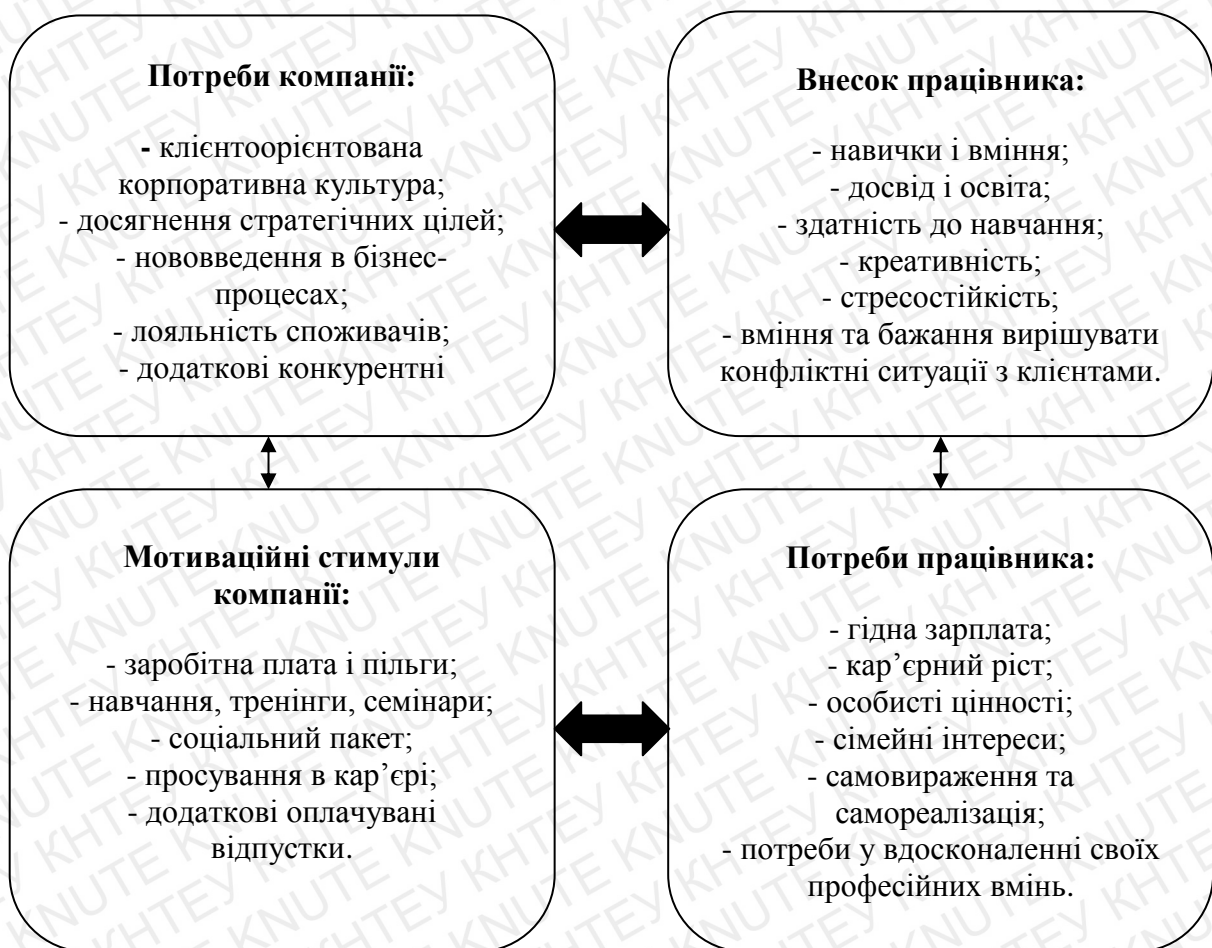 Потреби компанії:
- клієнтоорієнтована
корпоративна культура;
- досягнення стратегічних цілей;
- нововведення в бізнес-
процесах;
- лояльність споживачів;
- додаткові конкурентні
Внесок працівника:
- навички і вміння;
- досвід і освіта;
- здатність до навчання;
- креативність;
- стресостійкість;
- вміння та бажання вирішувати
конфліктні ситуації з клієнтами.
Мотиваційні стимули
компанії:
- заробітна плата і пільги;
- навчання, тренінги, семінари;
- соціальний пакет;
- просування в кар’єрі;
- додаткові оплачувані
відпустки.
Потреби працівника:
- гідна зарплата;
- кар’єрний ріст;
- особисті цінності;
- сімейні інтереси;
- самовираження та
самореалізація;
- потреби у вдосконаленні своїх
професійних вмінь.